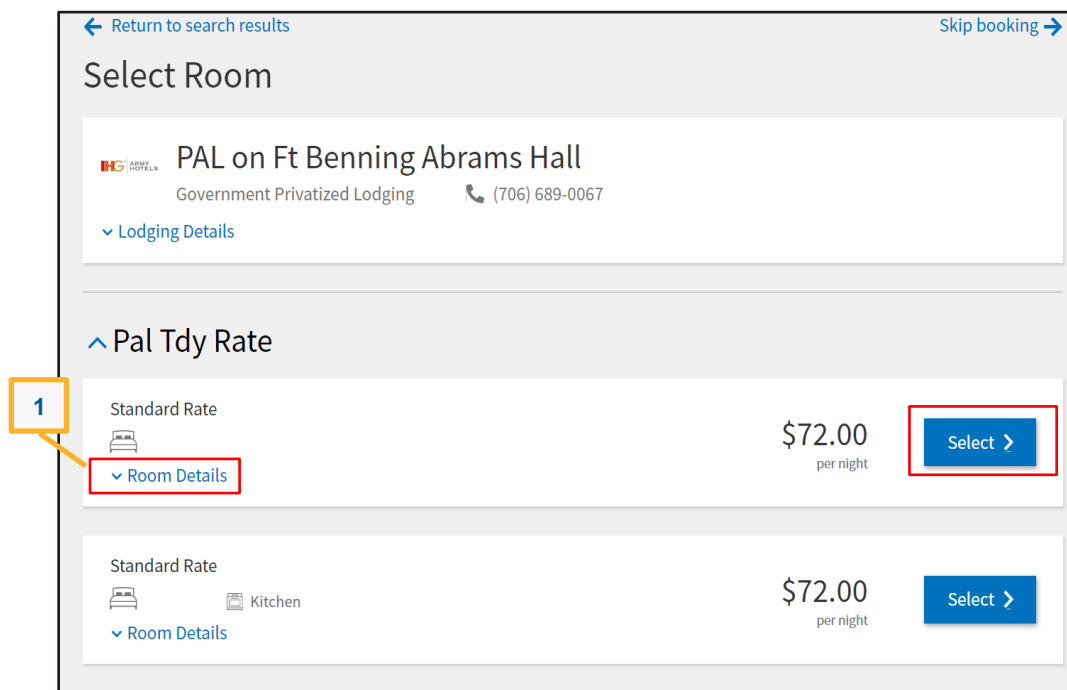 Return to search results
Skip booking
Select Room
IHG ARMY HOTELS
PAL on Ft Benning Abrams Hall
Government Privatized Lodging (706) 689-0067
Lodging Details
Pal Tdy Rate
1
Standard Rate
$72.00
per night
Select
Room Details
Standard Rate
Kitchen
$72.00
per night
Select
Room Details